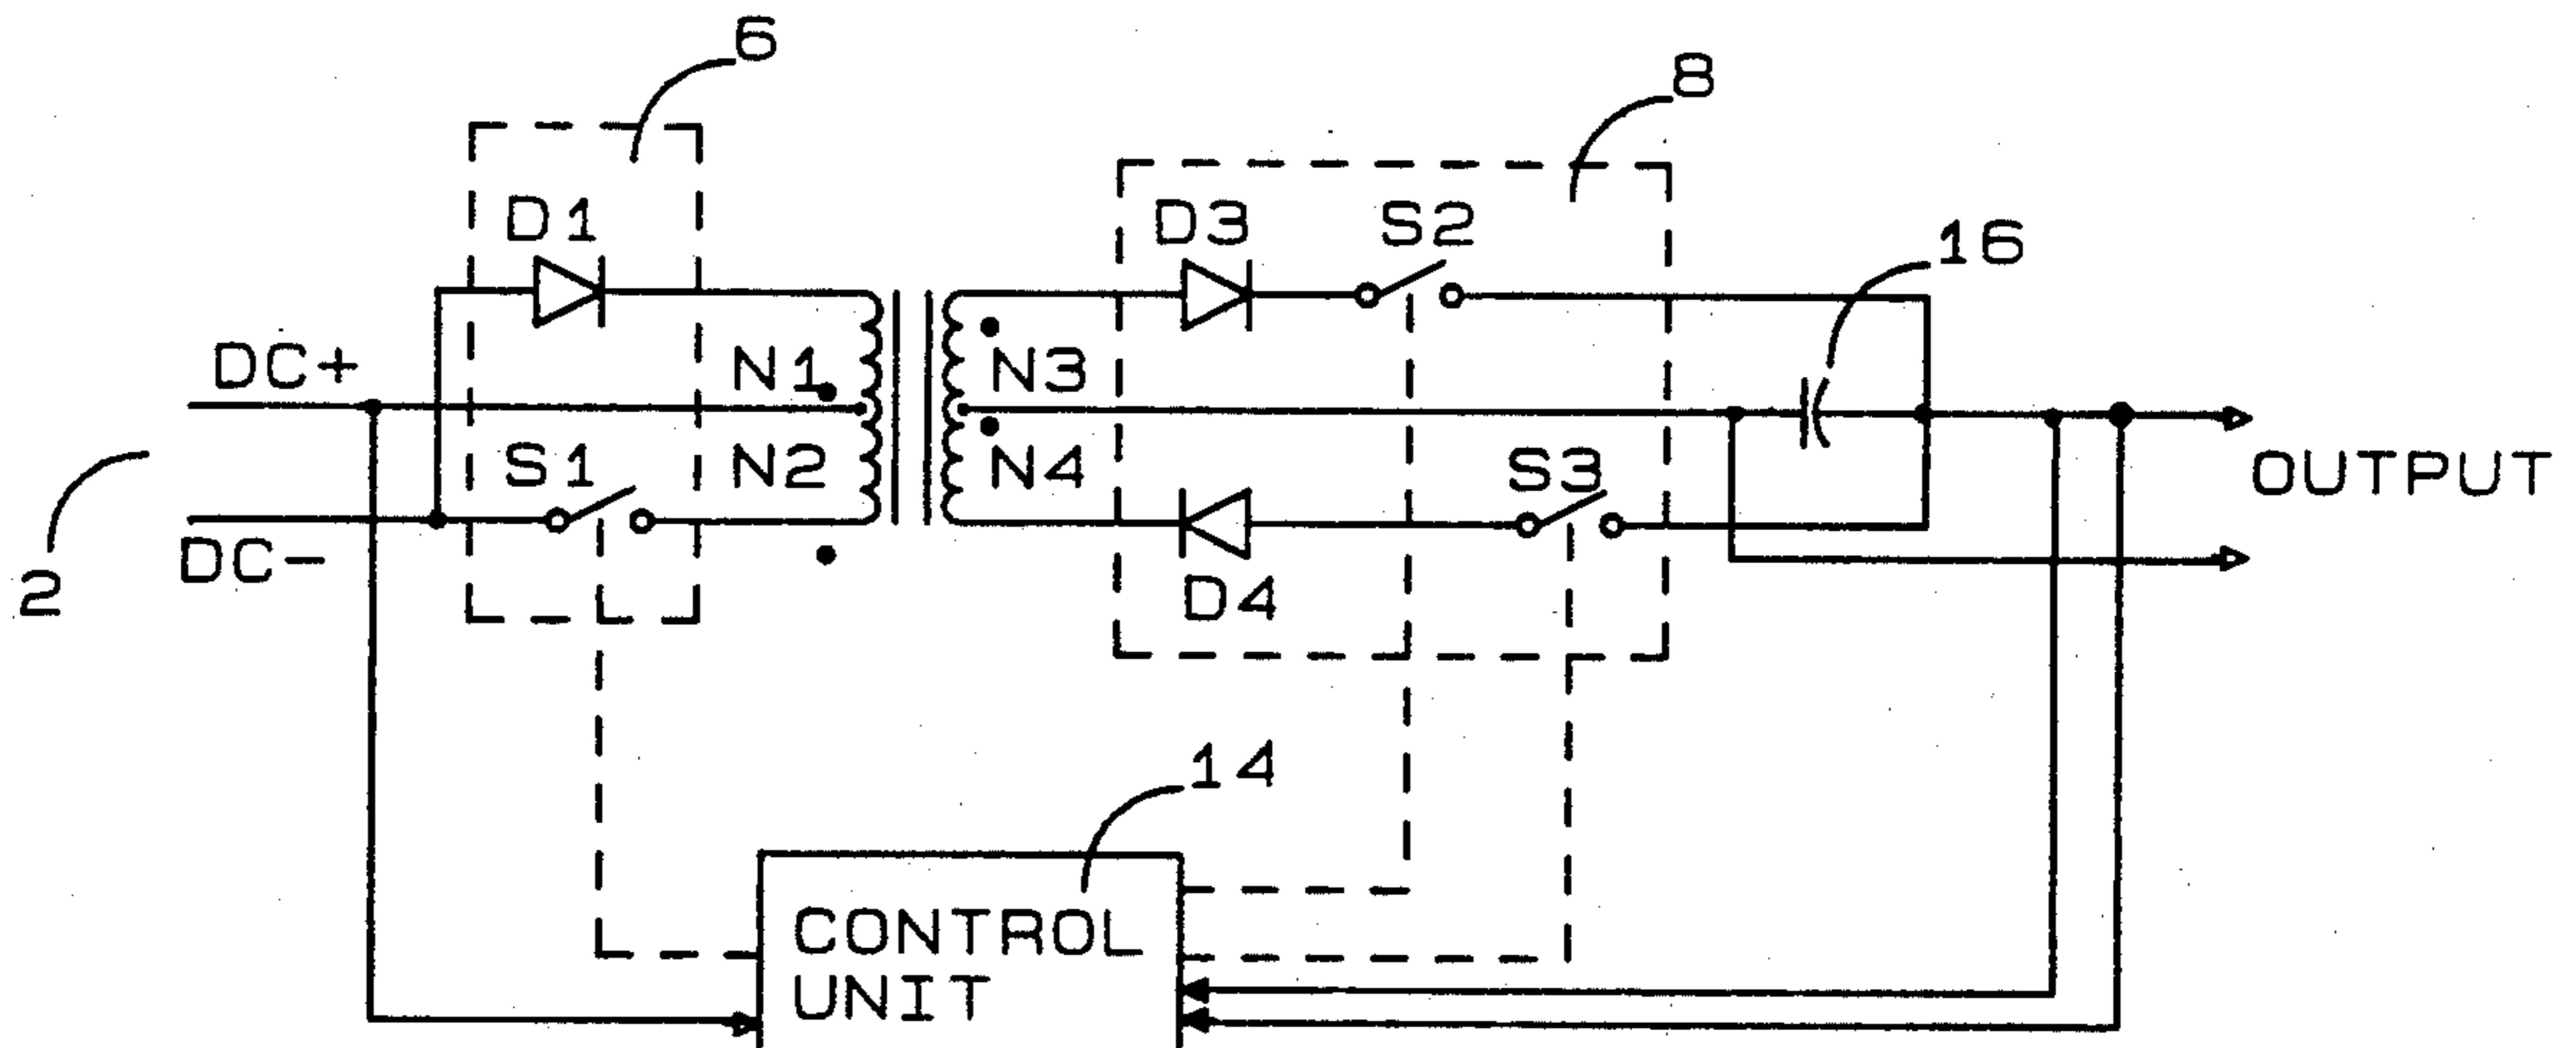 6
8
D1
D3
S2
16
DC+
N1
N3
S1
N2
N4
S3
OUTPUT
DC-
2
D4
14
CONTROL
UNIT